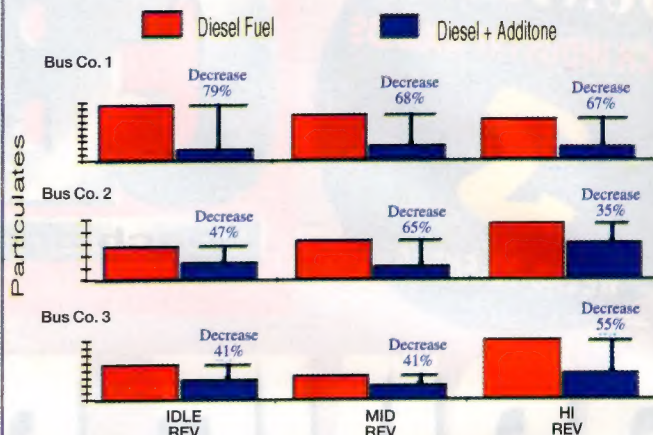 Diesel Fuel
Diesel + Additone
Particulates
Bus Co. 1
Decrease
79%
Decrease
68%
Decrease
67%
Bus Co. 2
Decrease
47%
Decrease
65%
Decrease
35%
Bus Co. 3
Decrease
41%
Decrease
41%
Decrease
55%
IDLE
REV
MID
REV
HI
REV